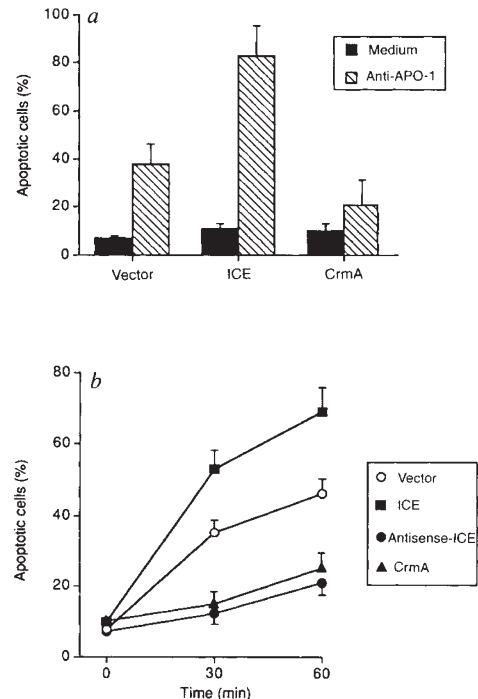 a
100
80
60
40
20
0
Apoptotic cells (%)
Medium
Anti-APO-1
Vector ICE CrmA
b
80
60
40
20
0
Apoptotic cells (%)
Vector
ICE
Antisense-ICE
CrmA
0 30 60
Time (min)